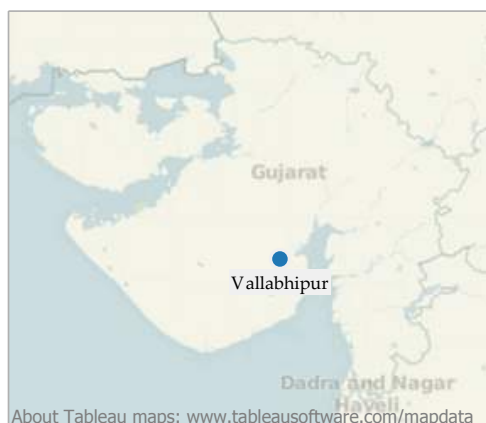 Gujarat
Vallabhipur
Dadra and Nagar
Haveli
About Tableau maps: www.tableausoftware.com/mapdata